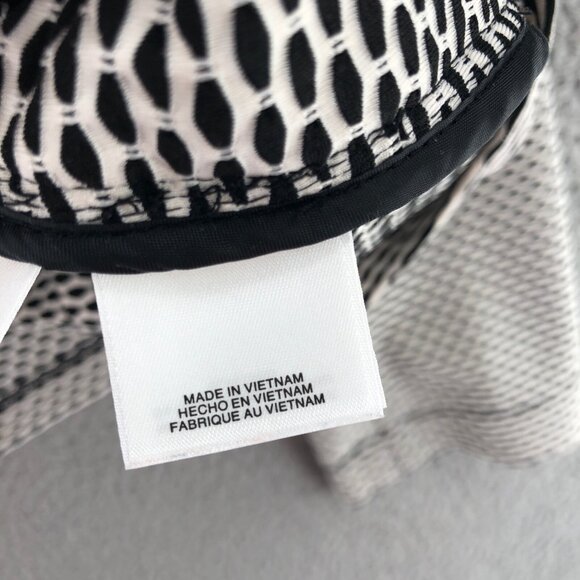 MADE IN VIETNAM
HECHO EN VIETNAM
FABRIQUE AU VIETNAM